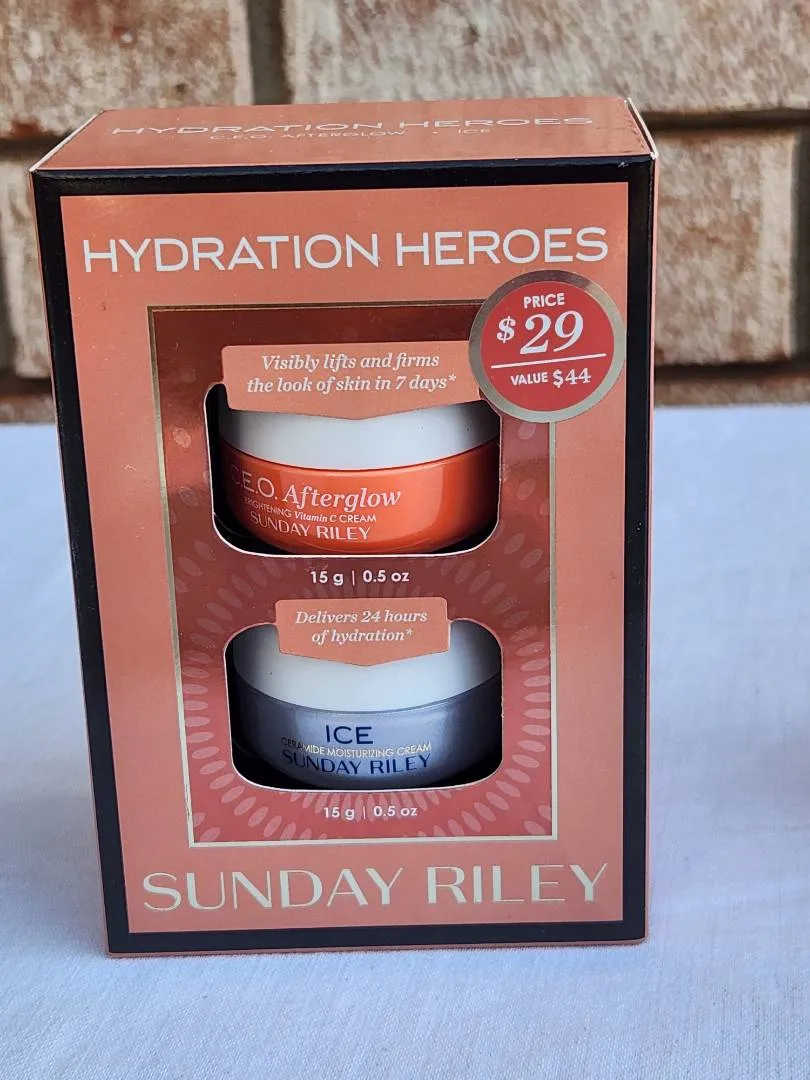 HYDRATION HEROES
C.E.O. AFTERGLOW • ICE
HYDRATION HEROES
PRICE
$29
VALUE $44
Visibly lifts and firms
the look of skin in 7 days*
C.E.O. Afterglow
BRIGHTENING Vitamin C CREAM
SUNDAY RILEY
15 g | 0.5 oz
Delivers 24 hours
of hydration*
ICE
CERAMIDE MOISTURIZING CREAM
SUNDAY RILEY
15 g | 0.5 oz
SUNDAY RILEY